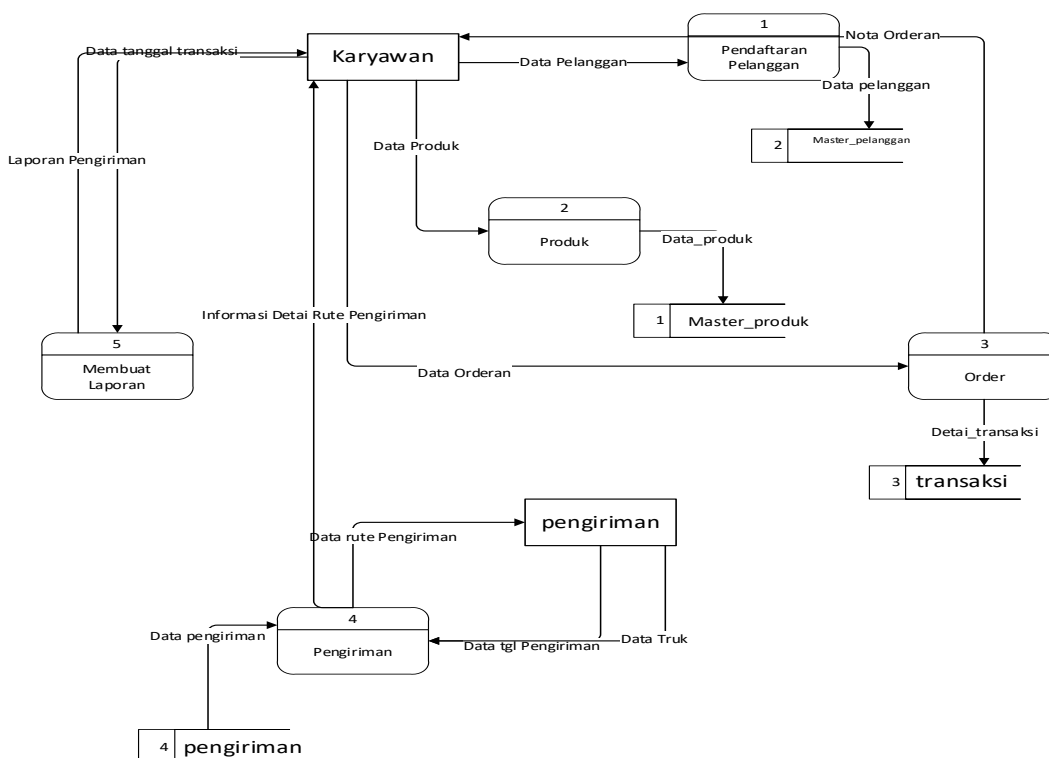 1
Nota Orderan
Data tanggal transaksi
Karyawan
Pendaftaran
Pelanggan
Data Pelanggan
Data pelanggan
Data Produk
2
Master_pelanggan
Laporan Pengiriman
2
Produk
Data_produk
Informasi Detai Rute Pengiriman
1
Master_produk
5
Membuat
Laporan
3
Order
Data Orderan
Detai_transaksi
3
transaksi
pengiriman
Data rute Pengiriman
4
Pengiriman
Data pengiriman
Data tgl Pengiriman
Data Truk
4
pengiriman